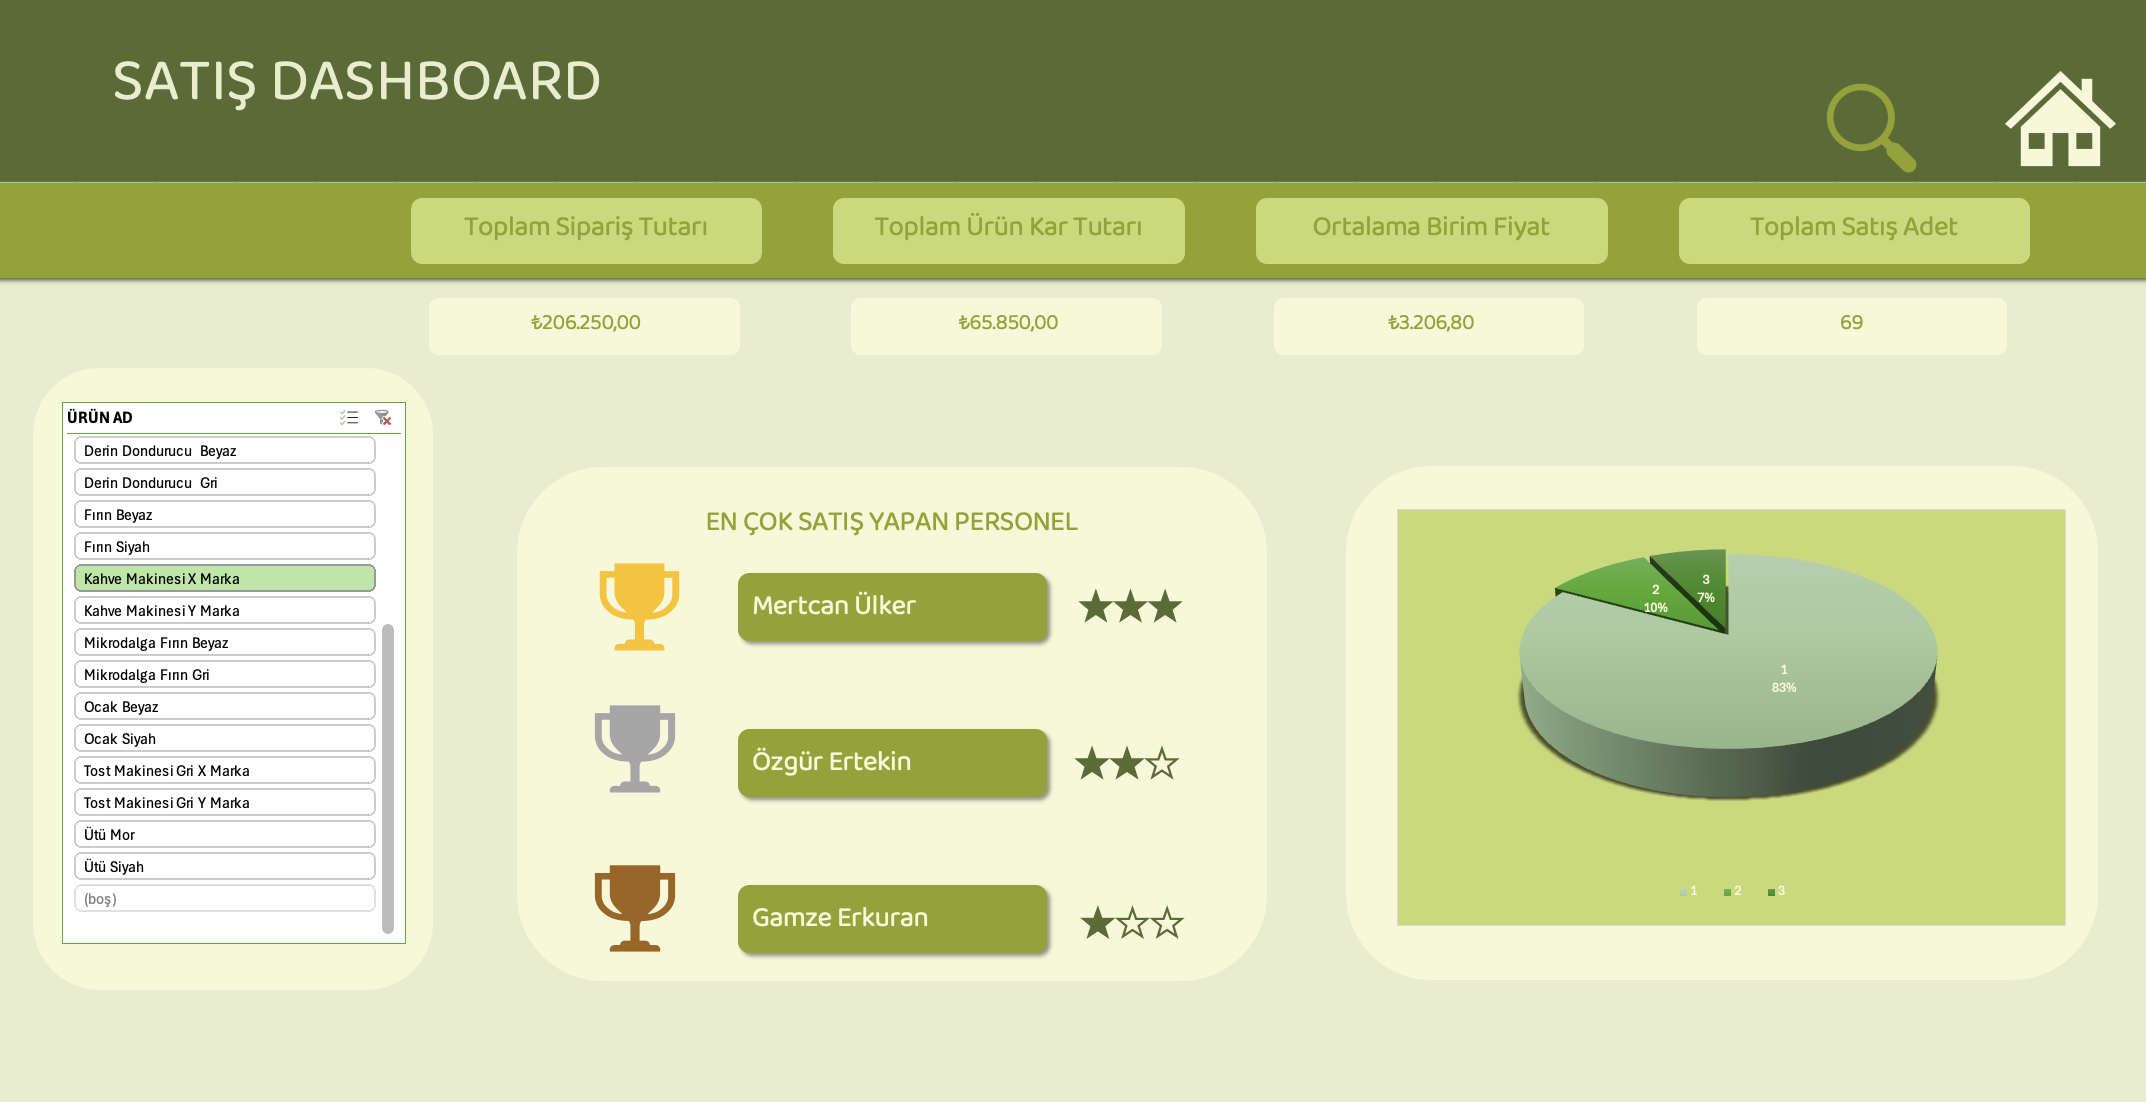 SATIŞ DASHBOARD
Toplam Sipariş Tutarı
Toplam Ürün Kar Tutarı
Ortalama Birim Fiyat
Toplam Satış Adet
₺206.250,00
₺65.850,00
₺3.206,80
69
ÜRÜN AD
Derin Dondurucu  Beyaz
Derin Dondurucu  Gri
Fırın Beyaz
Fırın Siyah
Kahve Makinesi X Marka
Kahve Makinesi Y Marka
Mikrodalga Fırın Beyaz
Mikrodalga Fırın Gri
Ocak Beyaz
Ocak Siyah
Tost Makinesi Gri X Marka
Tost Makinesi Gri Y Marka
Ütü Mor
Ütü Siyah
(boş)
EN ÇOK SATIŞ YAPAN PERSONEL
Mertcan Ülker
Özgür Ertekin
Gamze Erkuran
3
7%
2
10%
1
83%
1 2 3